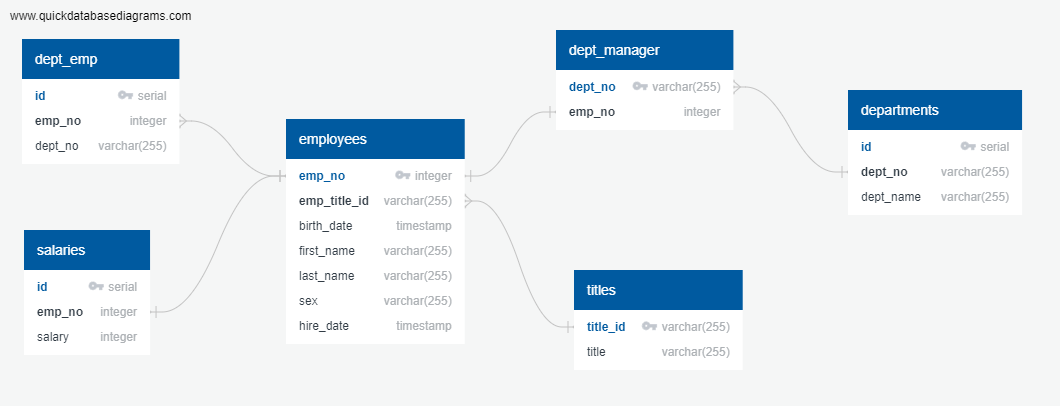 www.quickdatabasediagrams.com
dept_emp
id serial
emp_no integer
dept_no varchar(255)
salaries
id serial
emp_no integer
salary integer
employees
emp_no integer
emp_title_id varchar(255)
birth_date timestamp
first_name varchar(255)
last_name varchar(255)
sex varchar(255)
hire_date timestamp
dept_manager
dept_no varchar(255)
emp_no integer
titles
title_id varchar(255)
title varchar(255)
departments
id serial
dept_no varchar(255)
dept_name varchar(255)